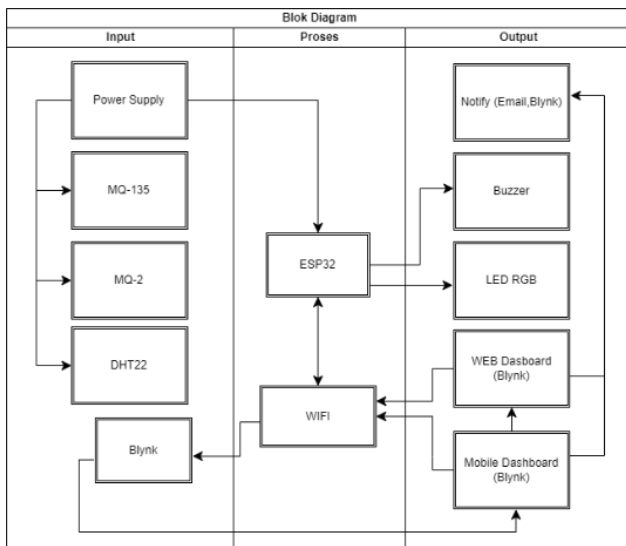 Blok Diagram
Input
Proses
Output
Power Supply
Notify (Email,Blynk)
MQ-135
Buzzer
ESP32
MQ-2
LED RGB
DHT22
WEB Dasboard
(Blynk)
WIFI
Blynk
Mobile Dashboard
(Blynk)